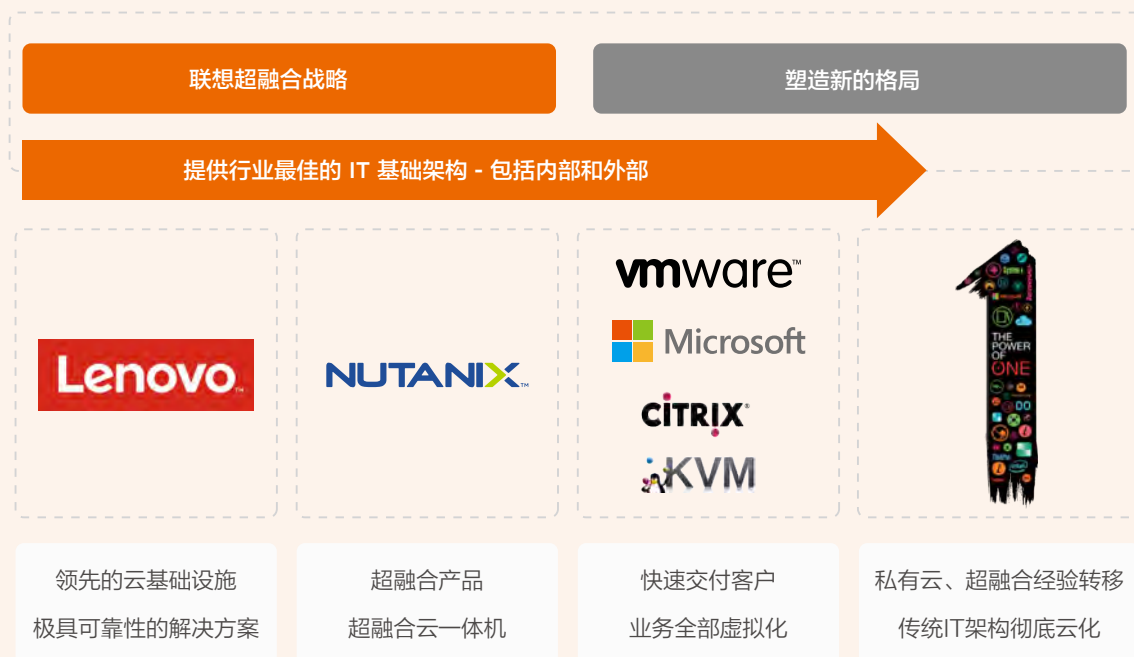 联想超融合战略
塑造新的格局
提供行业最佳的 IT 基础架构 - 包括内部和外部
Lenovo™
NUTANIX™
vmware™
Microsoft
CITRIX®
KVM
THE
POWER
OF
ONE
intel
领先的云基础设施
极具可靠性的解决方案
超融合产品
超融合云一体机
快速交付客户
业务全部虚拟化
私有云、超融合经验转移
传统IT架构彻底云化